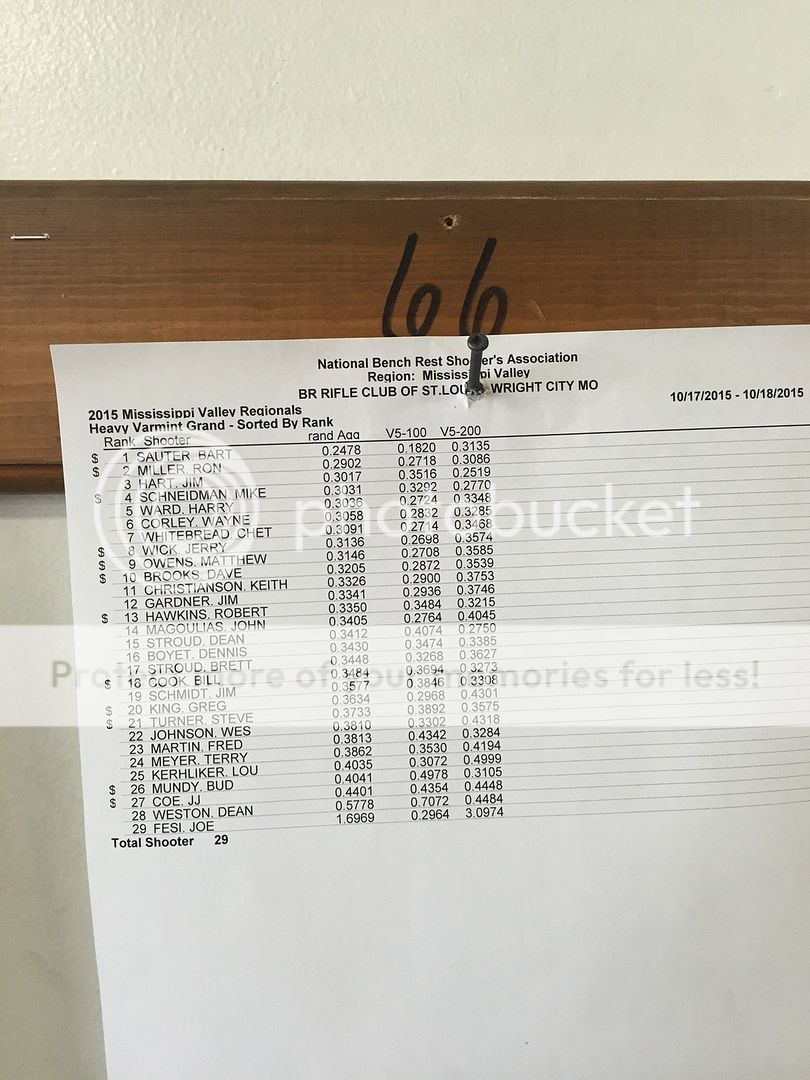 66
National Bench Rest Shooter's Association
Region: Mississippi Valley
BR RIFLE CLUB OF ST.LOUIS WRIGHT CITY MO 10/17/2015 - 10/18/2015
2015 Mississippi Valley Regionals
Heavy Varmint Grand - Sorted By Rank
Rank Shooter rand Agg V5-100 V5-200
$ 1 SAUTER, BART 0.2478 0.1820 0.3135
$ 2 MILLER, RON 0.2902 0.2718 0.3086
3 HART, JIM 0.3017 0.3516 0.2519
$ 4 SCHNEIDMAN, MIKE 0.3031 0.3292 0.2770
5 WARD, HARRY 0.3036 0.2724 0.3348
6 CORLEY, WAYNE 0.3058 0.2832 0.3285
7 WHITEBREAD, CHET 0.3091 0.2714 0.3468
$ 8 WICK, JERRY 0.3136 0.2698 0.3574
$ 9 OWENS, MATTHEW 0.3146 0.2708 0.3585
$ 10 BROOKS, DAVE 0.3205 0.2872 0.3539
11 CHRISTIANSON, KEITH 0.3326 0.2900 0.3753
12 GARDNER, JIM 0.3341 0.2936 0.3746
$ 13 HAWKINS, ROBERT 0.3350 0.3484 0.3215
14 MAGOULIAS, JOHN 0.3405 0.2764 0.4045
15 STROUD, DEAN 0.3412 0.4074 0.2750
16 BOYET, DENNIS 0.3430 0.3474 0.3385
17 STROUD, BRETT 0.3448 0.3268 0.3627
$ 18 COOK, BILL 0.3484 0.3694 0.3273
19 SCHMIDT, JIM 0.3577 0.3846 0.3308
$ 20 KING, GREG 0.3634 0.2968 0.4301
$ 21 TURNER, STEVE 0.3733 0.3892 0.3575
22 JOHNSON, WES 0.3810 0.3302 0.4318
23 MARTIN, FRED 0.3813 0.4342 0.3284
24 MEYER, TERRY 0.3862 0.3530 0.4194
25 KERHLIKER, LOU 0.4035 0.3072 0.4999
$ 26 MUNDY, BUD 0.4041 0.4978 0.3105
$ 27 COE, JJ 0.4401 0.4354 0.4448
28 WESTON, DEAN 0.5778 0.7072 0.4484
29 FESI, JOE 1.6969 0.2964 3.0974
Total Shooter 29
photobucket
Protect more of your memories for less!